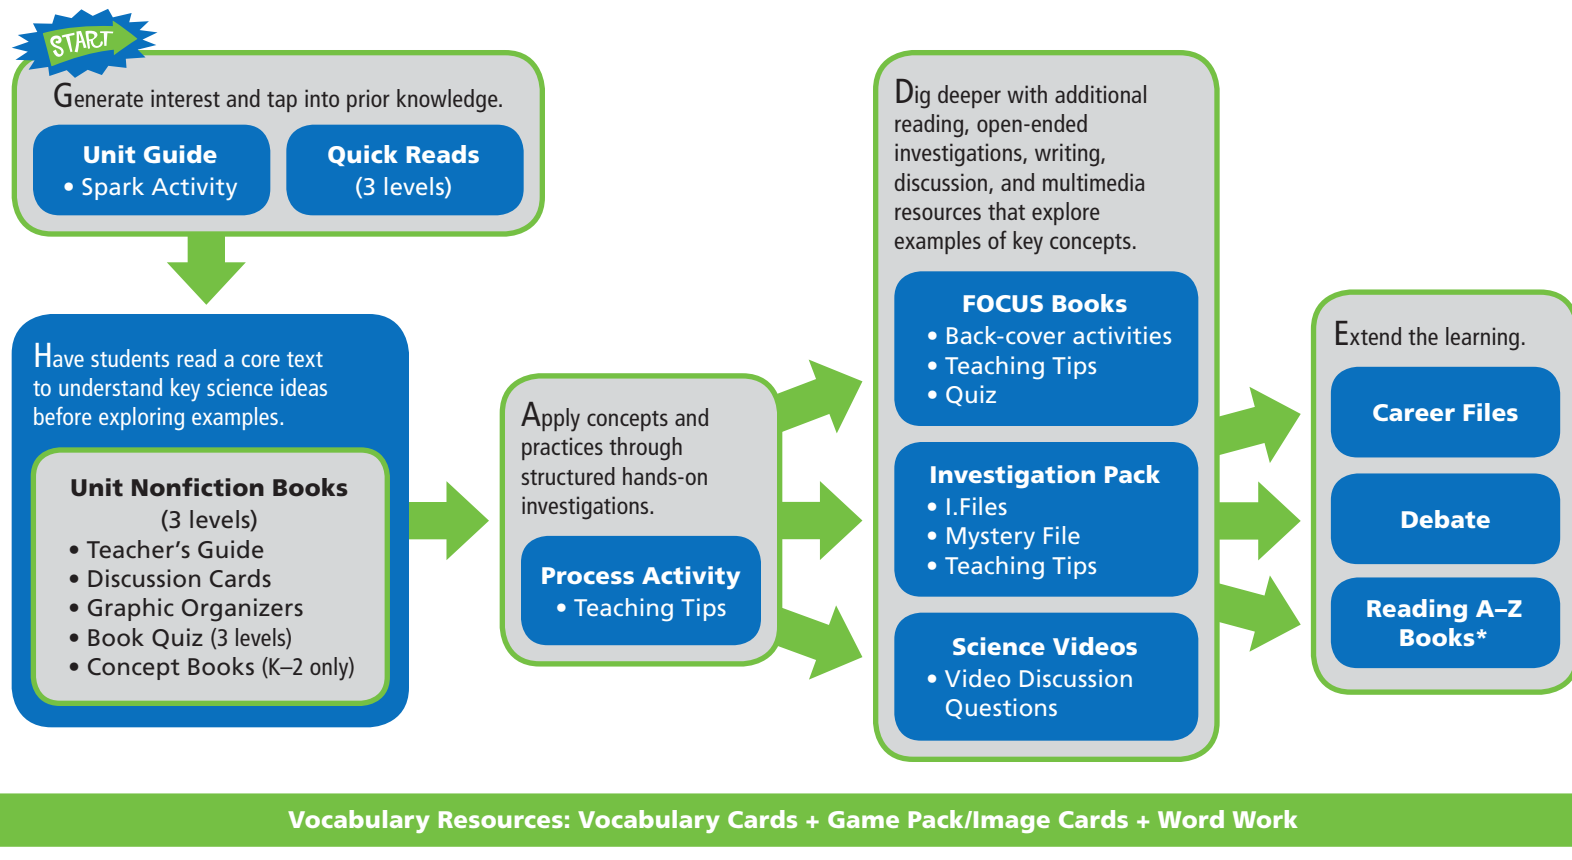 START
Generate interest and tap into prior knowledge.
Unit Guide
• Spark Activity
Quick Reads
(3 levels)
Have students read a core text
to understand key science ideas
before exploring examples.
Unit Nonfiction Books
(3 levels)
• Teacher's Guide
• Discussion Cards
• Graphic Organizers
• Book Quiz (3 levels)
• Concept Books (K–2 only)
Apply concepts and
practices through
structured hands-on
investigations.
Process Activity
• Teaching Tips
Dig deeper with additional
reading, open-ended
investigations, writing,
discussion, and multimedia
resources that explore
examples of key concepts.
FOCUS Books
• Back-cover activities
• Teaching Tips
• Quiz
Investigation Pack
• I.Files
• Mystery File
• Teaching Tips
Science Videos
• Video Discussion
Questions
Extend the learning.
Career Files
Debate
Reading A–Z
Books*
Vocabulary Resources: Vocabulary Cards + Game Pack/Image Cards + Word Work